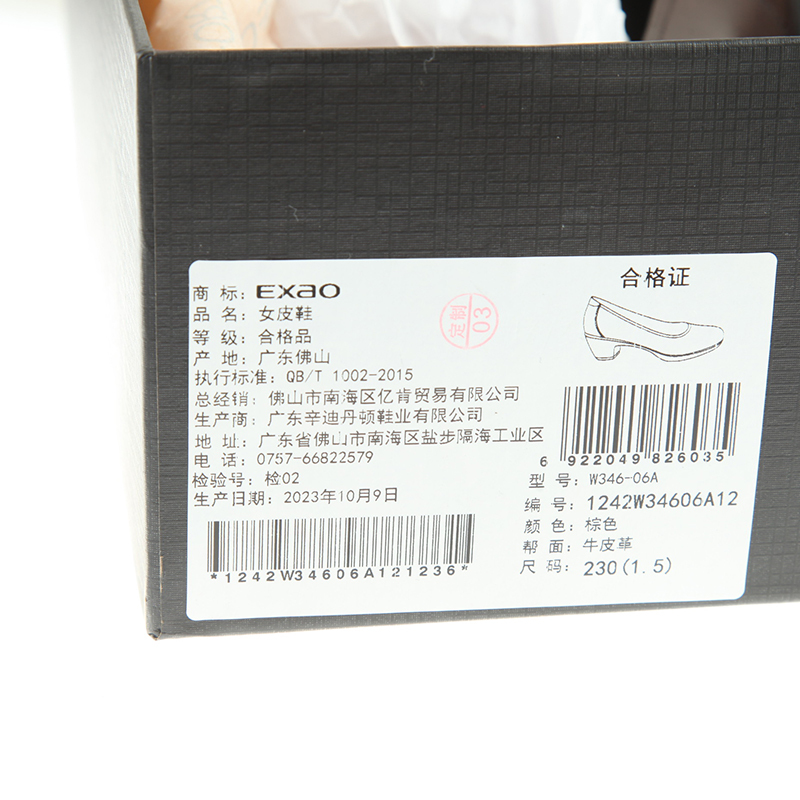 合格证
商 标：EXAO
品 名：女皮鞋
等 级：合格品
产 地：广东佛山
执行标准：QB/T 1002-2015
总经销：佛山市南海区亿肯贸易有限公司
生产商：广东辛迪丹顿鞋业有限公司
地 址：广东省佛山市南海区盐步隔海工业区
电 话：0757-66822579
检验号：检02
生产日期：2023年10月9日
*1242W34606A121236*
定制
03
6 922049 826035
型 号：W346-06A
编 号：1242W34606A12
颜 色：棕色
帮 面：牛皮革
尺 码：230(1.5)